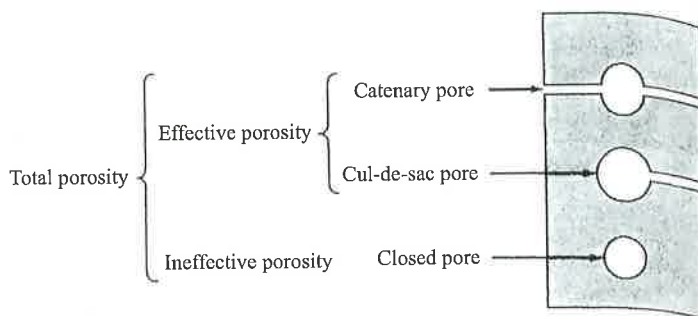 Catenary pore
Effective porosity
Total porosity
Cul-de-sac pore
Ineffective porosity
Closed pore